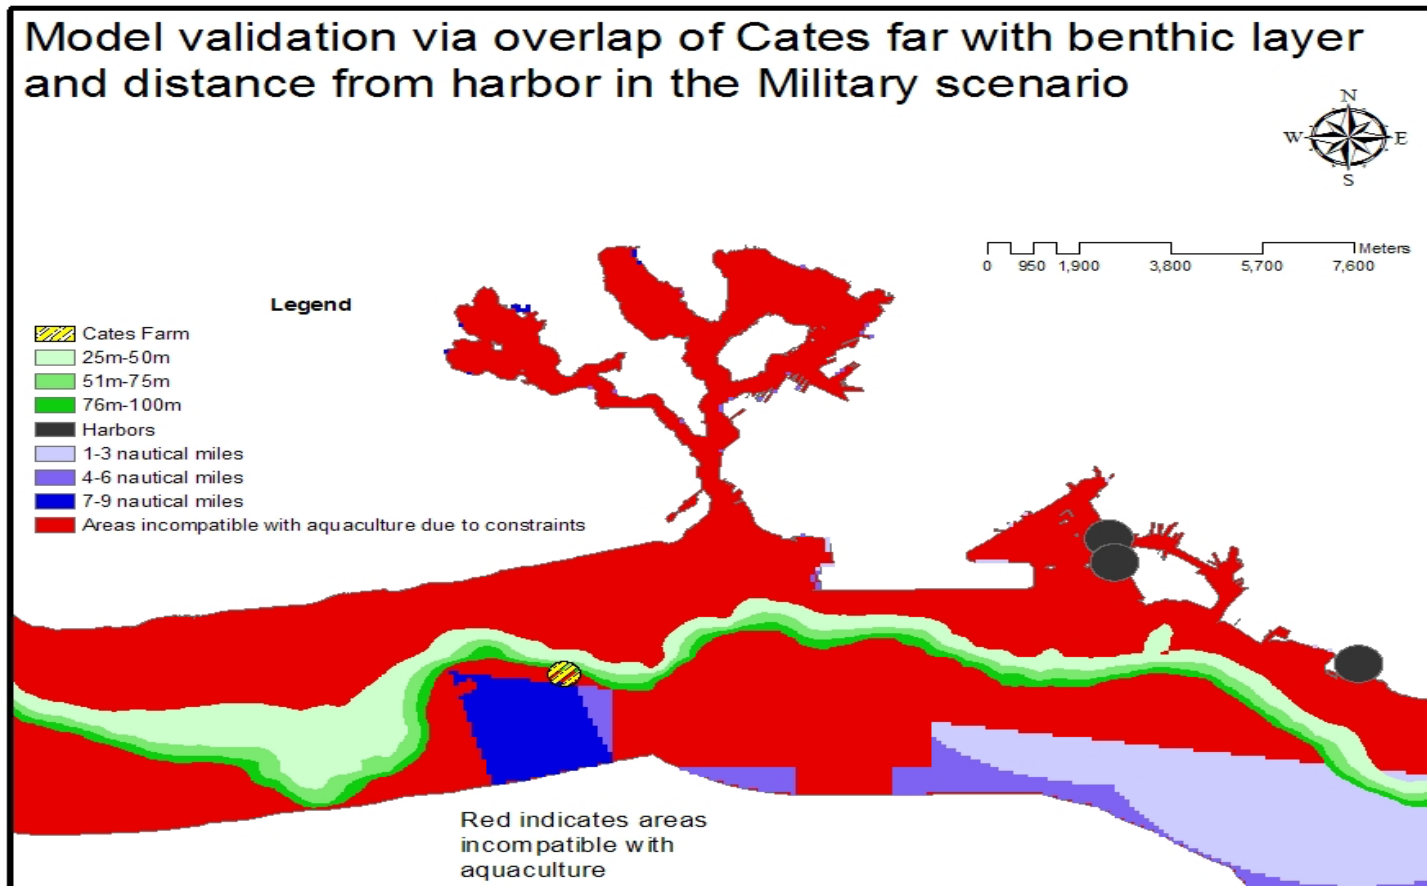 Model validation via overlap of Cates far with benthic layer
and distance from harbor in the Military scenario
N
W E
S
Meters
0 950 1,900 3,800 5,700 7,600
Legend
Cates Farm
25m-50m
51m-75m
76m-100m
Harbors
1-3 nautical miles
4-6 nautical miles
7-9 nautical miles
Areas incompatible with aquaculture due to constraints
Red indicates areas
incompatible with
aquaculture